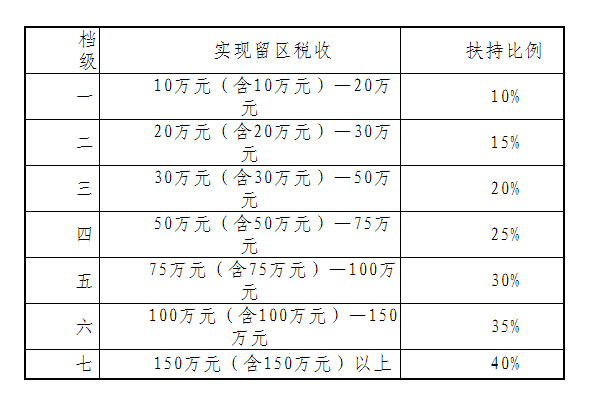 档
级
实现留区税收
扶持比例
一
10万元（含10万元）—20万
元
10%
二
20万元（含20万元）—30万
元
15%
三
30万元（含30万元）—50万
元
20%
四
50万元（含50万元）—75万
元
25%
五
75万元（含75万元）—100万
元
30%
六
100万元（含100万元）—150
万元
35%
七
150万元（含150万元）以上
40%